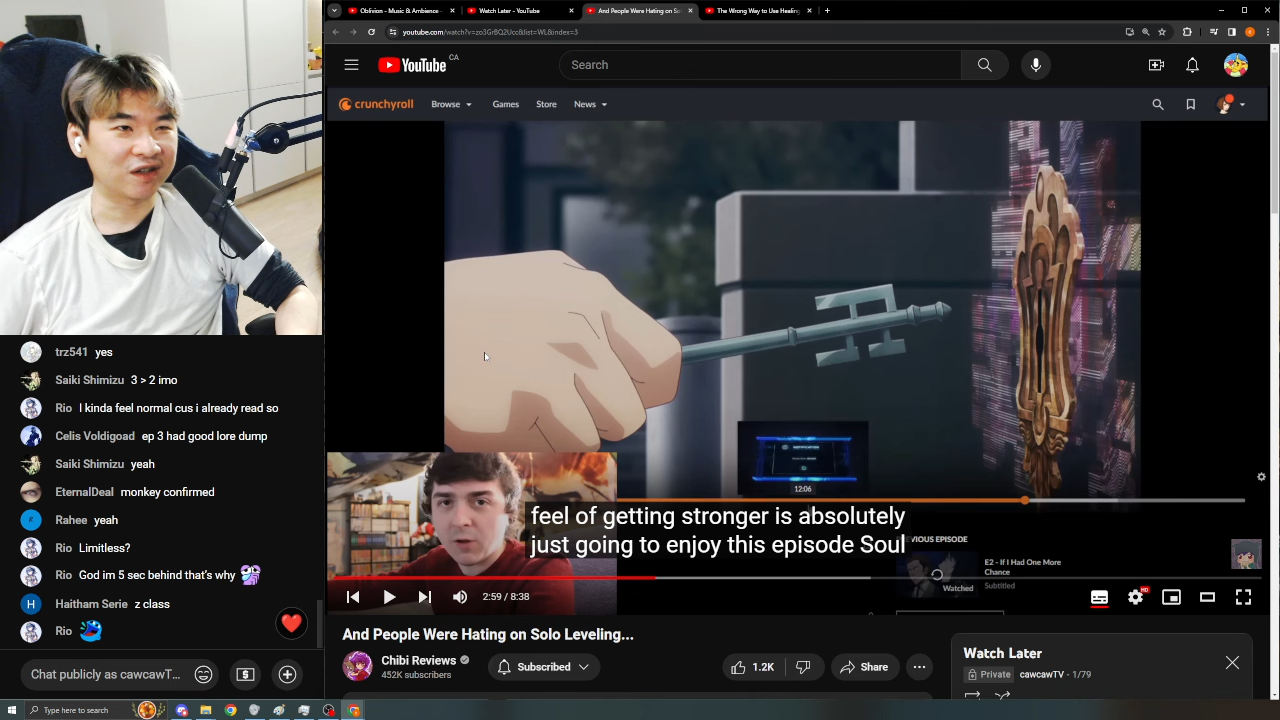 Oblivion - Music & Ambience -
Watch Later - YouTube
And People Were Hating on So
The Wrong Way to Use Healing
youtube.com/watch?v=zo3GrBQ2Ucc&list=WL&index=3
YouTube CA
Search
crunchyroll
Browse
Games
Store
News
trz541 yes
Saiki Shimizu 3 > 2 imo
Rio I kinda feel normal cus i already read so
Celis Voldigoad ep 3 had good lore dump
Saiki Shimizu yeah
EternalDeal monkey confirmed
Rahee yeah
Rio Limitless?
Rio God im 5 sec behind that's why
Haitham Serie z class
Rio
Chat publicly as cawcawT...
NOTIFICATION
12:06
feel of getting stronger is absolutely
just going to enjoy this episode Soul
VIOUS EPISODE
E2 - If I Had One More
Chance
Subtitled
Watched
2:59 / 8:38
HD
And People Were Hating on Solo Leveling...
Chibi Reviews
452K subscribers
Subscribed
1.2K
Share
Watch Later
Private
cawcawTV - 1/79
Type here to search